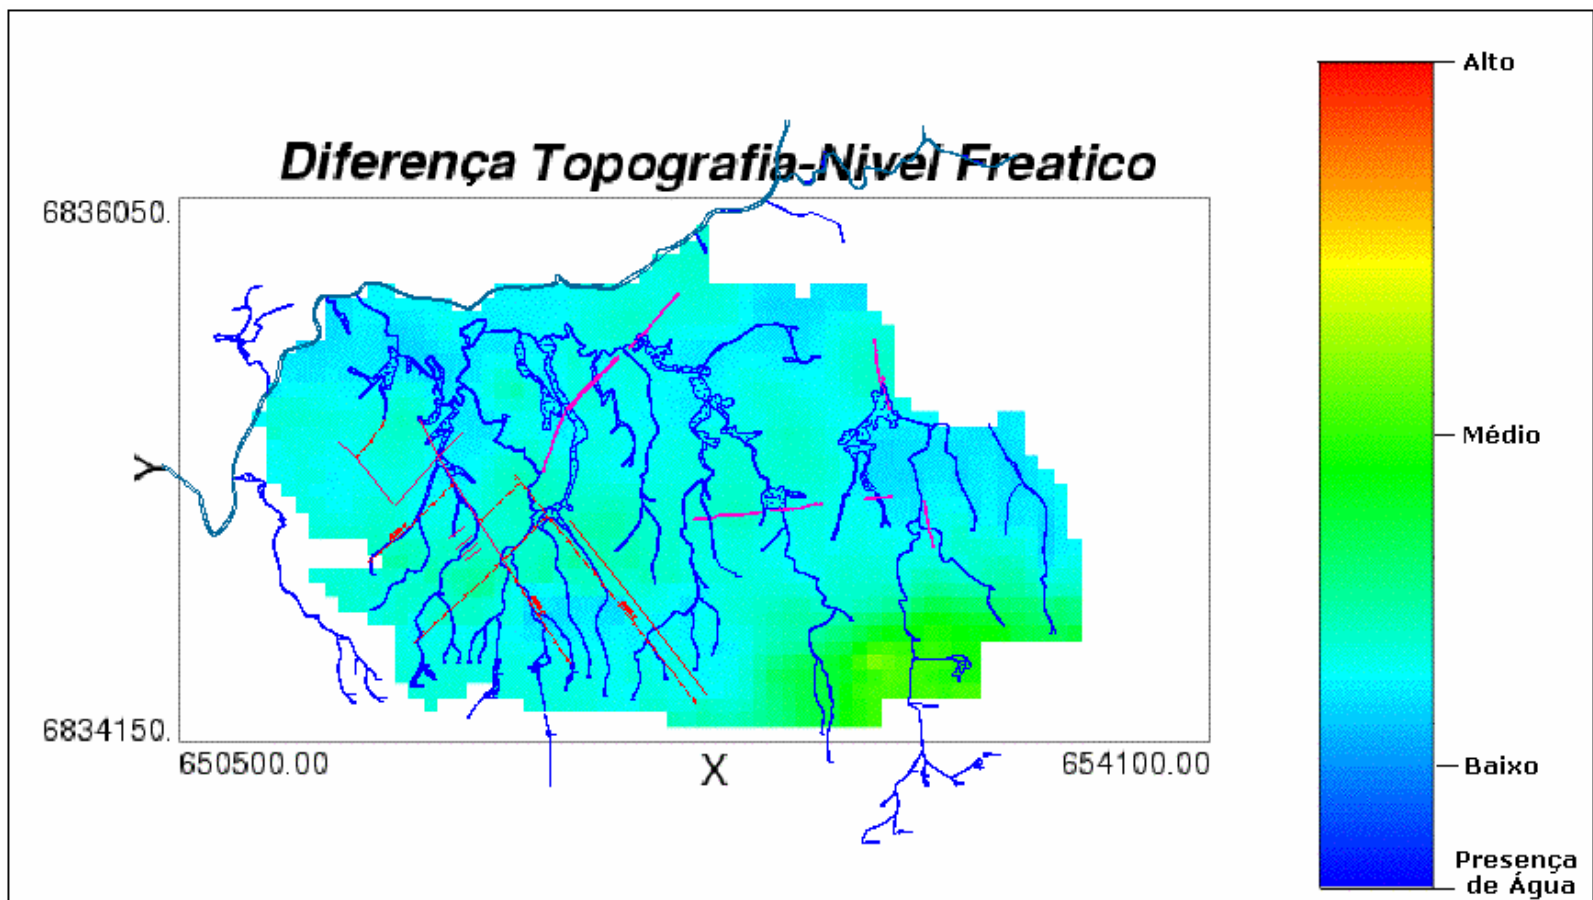 Diferença Topografia-Nivel Freatico
6836050.
Y
6834150.
650500.00
X
654100.00
Alto
Médio
Baixo
Presença
de Água